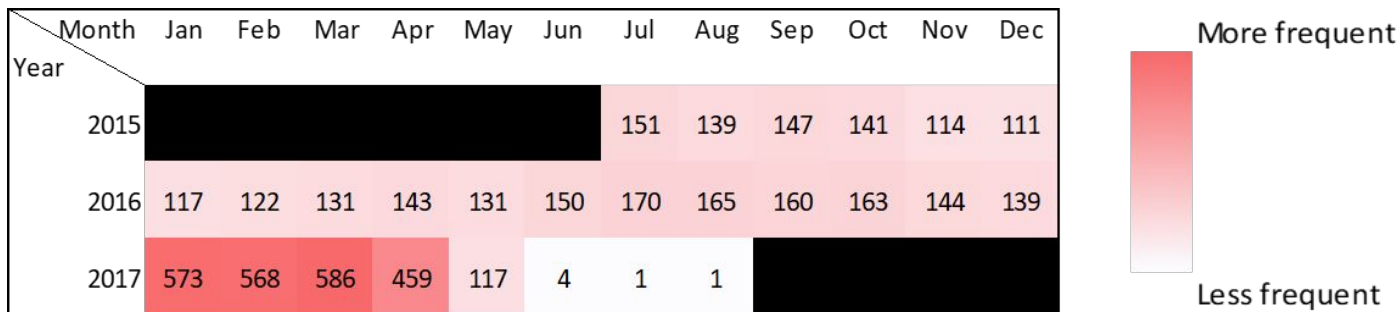 Month Jan Feb Mar Apr May Jun Jul Aug Sep Oct Nov Dec
Year
2015 151 139 147 141 114 111
2016 117 122 131 143 131 150 170 165 160 163 144 139
2017 573 568 586 459 117 4 1 1
More frequent
Less frequent